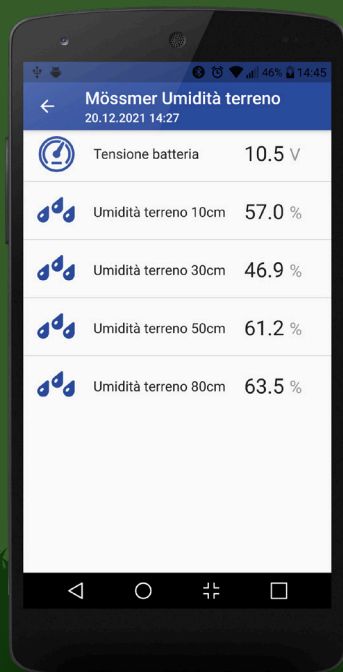 46% 14:45
Mössmer Umidità terreno
20.12.2021 14:27
Tensione batteria 10.5 V
Umidità terreno 10cm 57.0 %
Umidità terreno 30cm 46.9 %
Umidità terreno 50cm 61.2 %
Umidità terreno 80cm 63.5 %